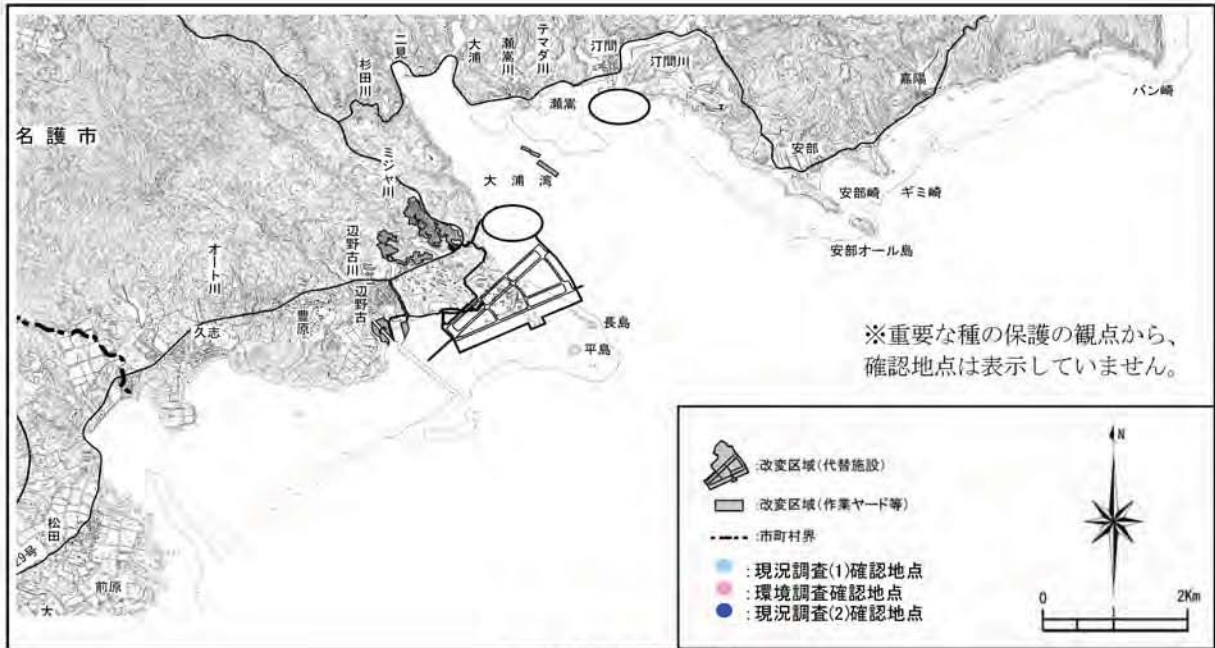 名護市
杉田川
二見
大浦
瀬嵩川
テマダ川
汀間
汀間川
瀬嵩
嘉陽
バン崎
安部
安部崎
ギミ崎
安部オール島
大浦湾
ミジャ川
辺野古川
辺野古
オート川
豊原
久志
長島
平島
松田
前原
29号
大
※重要な種の保護の観点から、
確認地点は表示していません。
:改変区域(代替施設)
:改変区域(作業ヤード等)
:市町村界
:現況調査(1)確認地点
:環境調査確認地点
:現況調査(2)確認地点
N
0 2Km